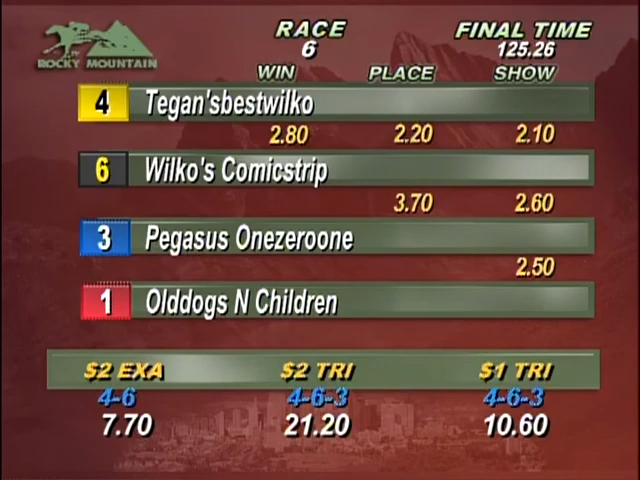 RACE
6
FINAL TIME
125.26
ROCKY MOUNTAIN
WIN PLACE SHOW
4 Tegan'sbestwilko
2.80 2.20 2.10
6 Wilko's Comicstrip
3.70 2.60
3 Pegasus Onezeroone
2.50
1 Olddogs N Children
$2 EXA $2 TRI $1 TRI
4-6 4-6-3 4-6-3
7.70 21.20 10.60